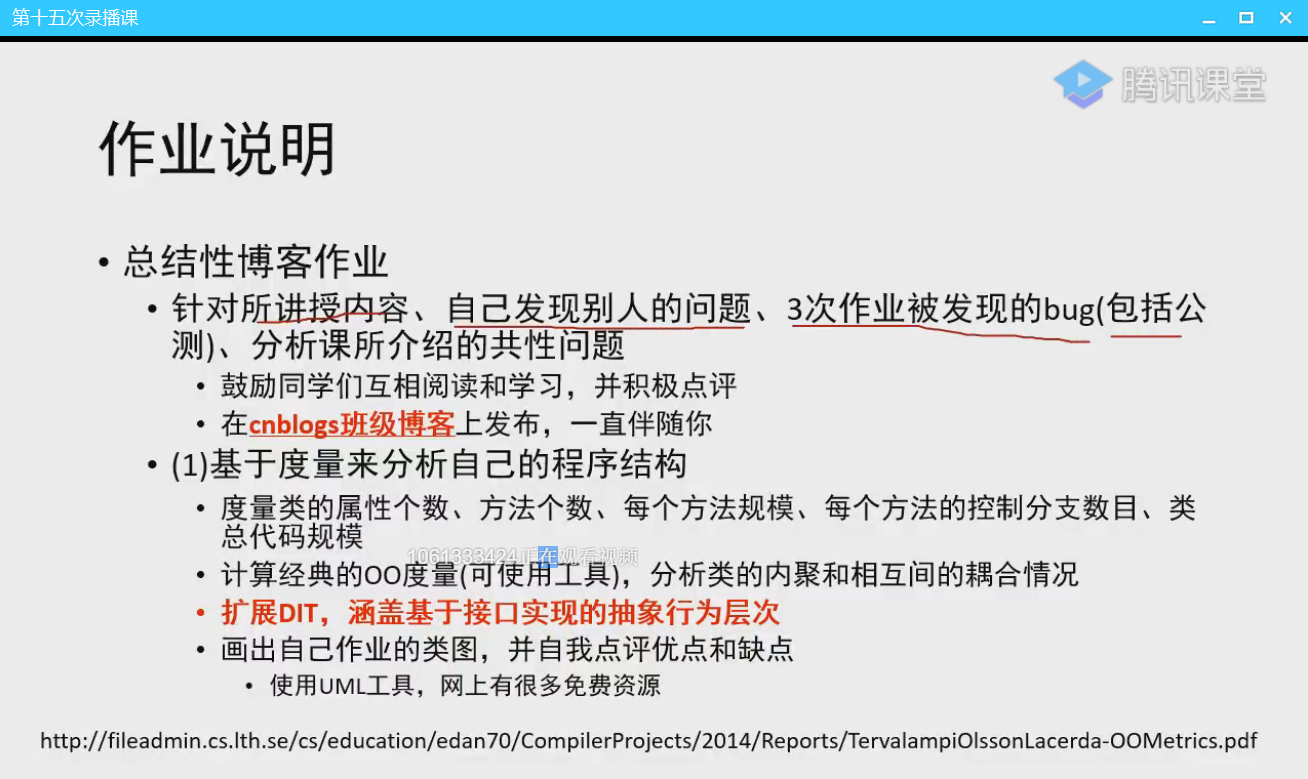 第十五次录播课
腾讯课堂
作业说明
• 总结性博客作业
• 针对所讲授内容、自己发现别人的问题、3次作业被发现的bug(包括公
测)、分析课所介绍的共性问题
• 鼓励同学们互相阅读和学习，并积极点评
• 在cnblogs班级博客上发布，一直伴随你
• (1)基于度量来分析自己的程序结构
• 度量类的属性个数、方法个数、每个方法规模、每个方法的控制分支数目、类
总代码规模
1061333424正在观看视频
• 计算经典的OO度量(可使用工具)，分析类的内聚和相互间的耦合情况
• 扩展DIT，涵盖基于接口实现的抽象行为层次
• 画出自己作业的类图，并自我点评优点和缺点
• 使用UML工具，网上有很多免费资源
http://fileadmin.cs.lth.se/cs/education/edan70/CompilerProjects/2014/Reports/TervalampiOlssonLacerda-OOMetrics.pdf